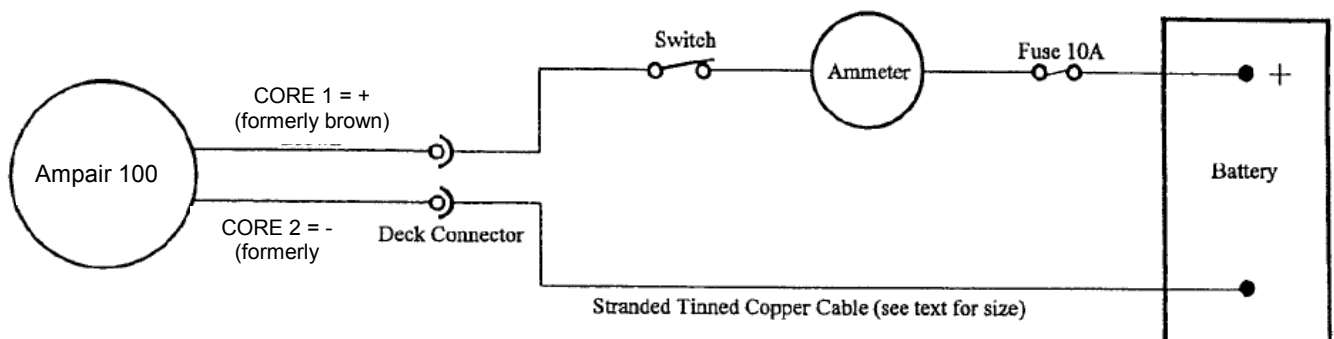 Switch
Ammeter
Fuse 10A
+
CORE 1 = +
(formerly brown)
Ampair 100
Battery
CORE 2 = -
(formerly
Deck Connector
Stranded Tinned Copper Cable (see text for size)